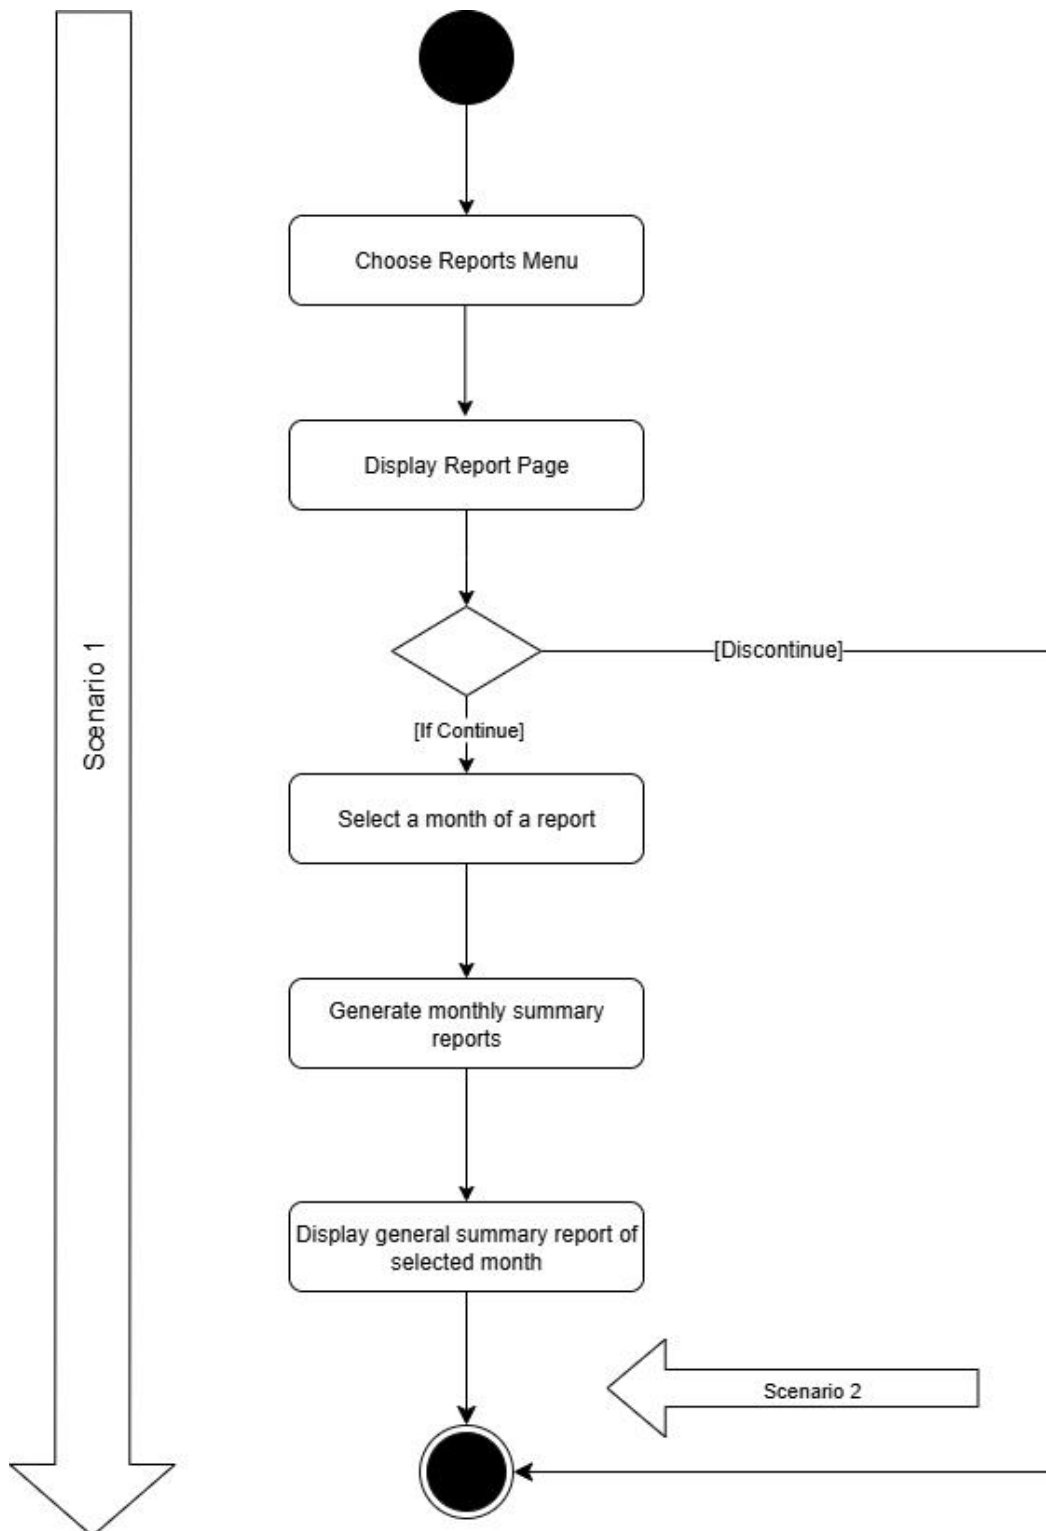 Choose Reports Menu
Display Report Page
[Discontinue]
[If Continue]
Scenario 1
Select a month of a report
Generate monthly summary
reports
Display general summary report of
selected month
Scenario 2